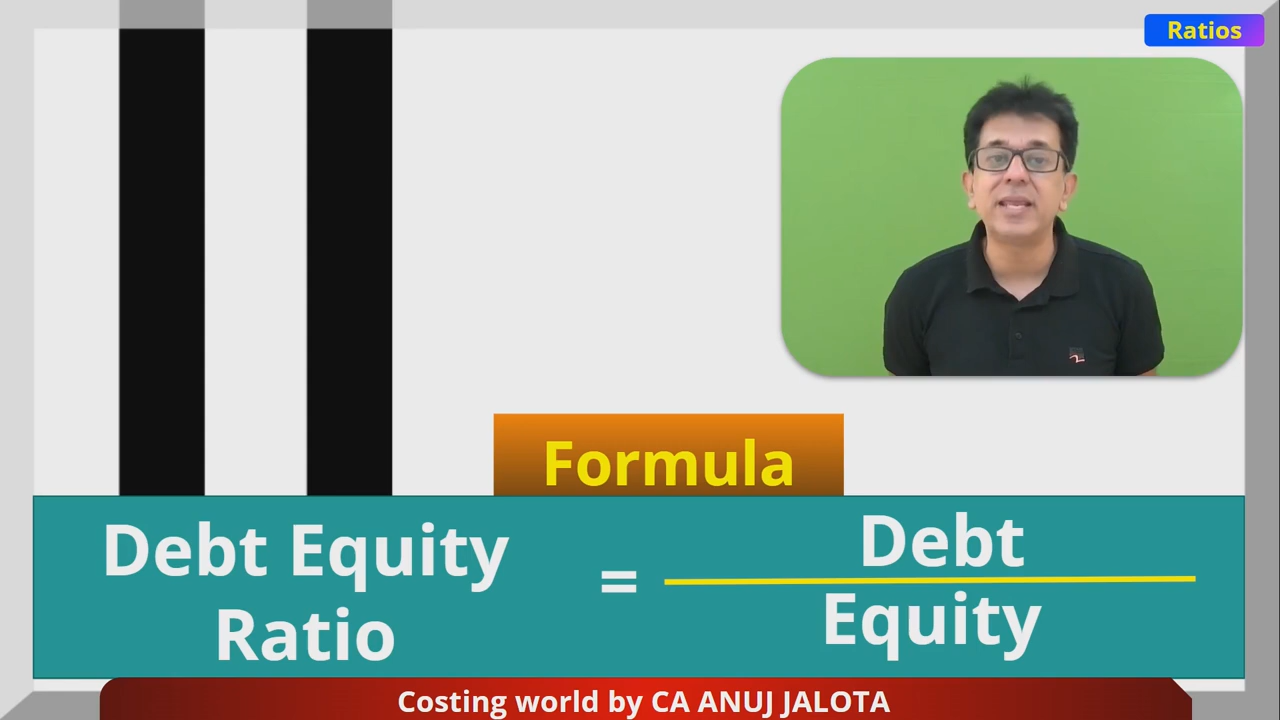 Ratios
Formula
Debt Equity
Ratio
=
Debt
Equity
Costing world by CA ANUJ JALOTA